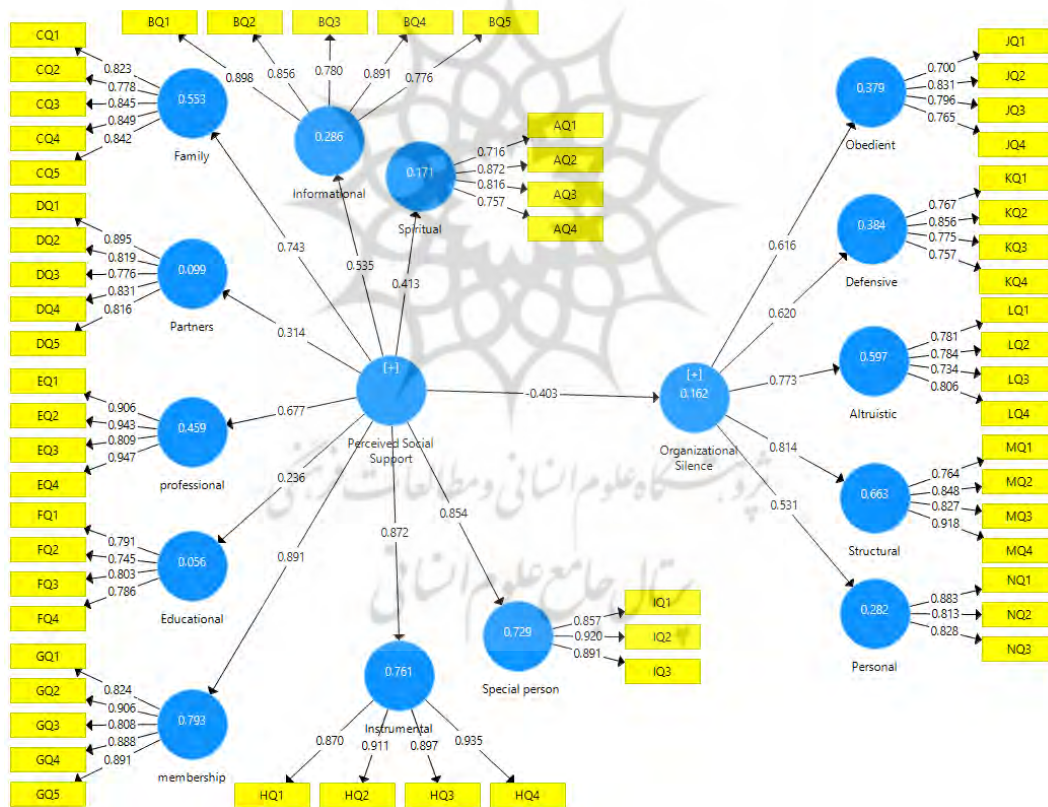 BQ1
BQ2
BQ3
BQ4
BQ5
0.898
0.856
0.780
0.891
0.776
0.286
Informational
CQ1
CQ2
CQ3
CQ4
CQ5
0.823
0.778
0.845
0.849
0.842
0.553
Family
AQ1
AQ2
AQ3
AQ4
0.716
0.872
0.816
0.757
0.171
Spiritual
DQ1
DQ2
DQ3
DQ4
DQ5
0.895
0.819
0.776
0.831
0.816
0.099
Partners
EQ1
EQ2
EQ3
EQ4
0.906
0.943
0.809
0.947
0.459
professional
FQ1
FQ2
FQ3
FQ4
0.791
0.745
0.803
0.786
0.056
Educational
GQ1
GQ2
GQ3
GQ4
GQ5
0.824
0.906
0.808
0.888
0.891
0.793
membership
0.743
0.535
0.413
0.314
0.677
0.236
0.891
0.872
0.854
[+]
Perceived Social
Support
-0.403
[+]
0.162
Organizational
Silence
0.761
Instrumental
0.870
0.911
0.897
0.935
HQ1
HQ2
HQ3
HQ4
0.729
Special person
0.857
0.920
0.891
IQ1
IQ2
IQ3
0.616
0.620
0.773
0.814
0.531
0.379
Obedient
0.700
0.831
0.796
0.765
JQ1
JQ2
JQ3
JQ4
0.384
Defensive
0.767
0.856
0.775
0.757
KQ1
KQ2
KQ3
KQ4
0.597
Altruistic
0.781
0.784
0.734
0.806
LQ1
LQ2
LQ3
LQ4
0.663
Structural
0.764
0.848
0.827
0.918
MQ1
MQ2
MQ3
MQ4
0.282
Personal
0.883
0.813
0.828
NQ1
NQ2
NQ3
پژوهشگاه علوم انسانی و مطالعات فرهنگی
پرتال جامع علوم انسانی